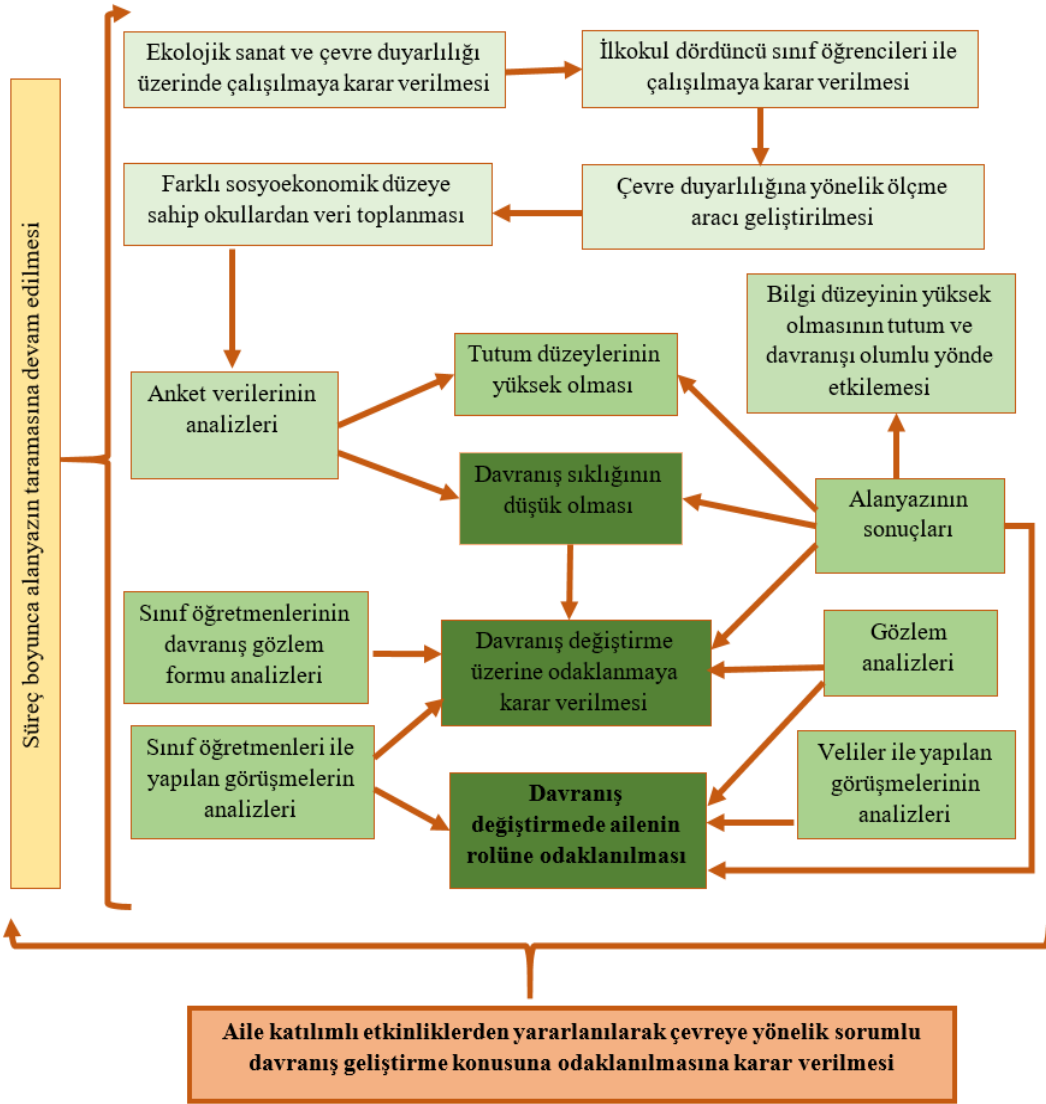 Süreç boyunca alanyazın taramasına devam edilmesi
Ekolojik sanat ve çevre duyarlılığı
üzerinde çalışılmaya karar verilmesi
İlkokul dördüncü sınıf öğrencileri ile
çalışılmaya karar verilmesi
Farklı sosyoekonomik düzeye
sahip okullardan veri toplanması
Çevre duyarlılığına yönelik ölçme
aracı geliştirilmesi
Bilgi düzeyinin yüksek
olmasının tutum ve
davranışı olumlu yönde
etkilemesi
Tutum düzeylerinin
yüksek olması
Anket verilerinin
analizleri
Davranış sıklığının
düşük olması
Alanyazının
sonuçları
Sınıf öğretmenlerinin
davranış gözlem
formu analizleri
Davranış değiştirme
üzerine odaklanmaya
karar verilmesi
Gözlem
analizleri
Sınıf öğretmenleri ile
yapılan görüşmelerin
analizleri
Davranış
değiştirmede ailenin
rolüne odaklanılması
Veliler ile yapılan
görüşmelerinin
analizleri
Aile katılımlı etkinliklerden yararlanılarak çevreye yönelik sorumlu
davranış geliştirme konusuna odaklanılmasına karar verilmesi